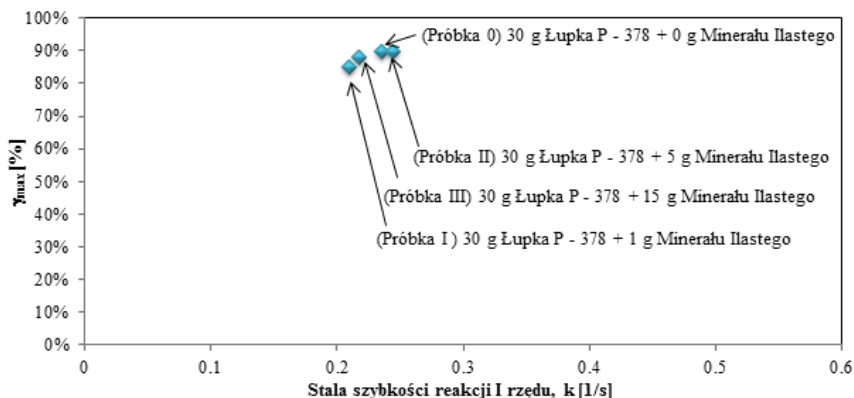 100%
90%
80%
70%
60%
50%
40%
30%
20%
10%
0%
γmax [%]
(Próbka 0) 30 g Łupka P - 378 + 0 g Minerału Ilastego
(Próbka II) 30 g Łupka P - 378 + 5 g Minerału Ilastego
(Próbka III) 30 g Łupka P - 378 + 15 g Minerału Ilastego
(Próbka I ) 30 g Łupka P - 378 + 1 g Minerału Ilastego
0 0.1 0.2 0.3 0.4 0.5 0.6
Stala szybkości reakcji I rzędu, k [1/s]